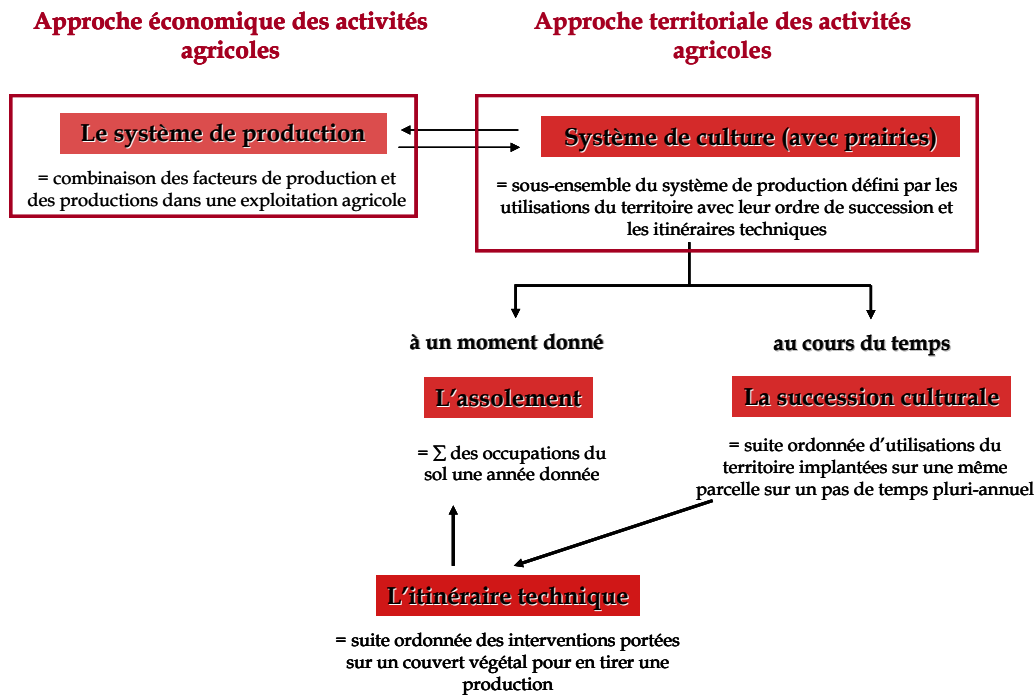 Approche économique des activités
agricoles
Approche territoriale des activités
agricoles
Le système de production
= combinaison des facteurs de production et
des productions dans une exploitation agricole
Système de culture (avec prairies)
= sous-ensemble du système de production défini par les
utilisations du territoire avec leur ordre de succession et
les itinéraires techniques
à un moment donné
L'assolement
= Σ des occupations du
sol une année donnée
au cours du temps
La succession culturale
= suite ordonnée d'utilisations du
territoire implantées sur une même
parcelle sur un pas de temps pluri-annuel
L'itinéraire technique
= suite ordonnée des interventions portées
sur un couvert végétal pour en tirer une
production